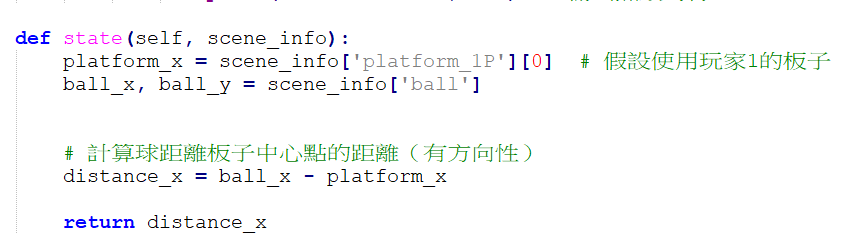 def state(self, scene_info):
    platform_x = scene_info['platform_1P'][0]  # 假設使用玩家1的板子
    ball_x, ball_y = scene_info['ball']
    # 計算球距離板子中心點的距離（有方向性）
    distance_x = ball_x - platform_x
    return distance_x